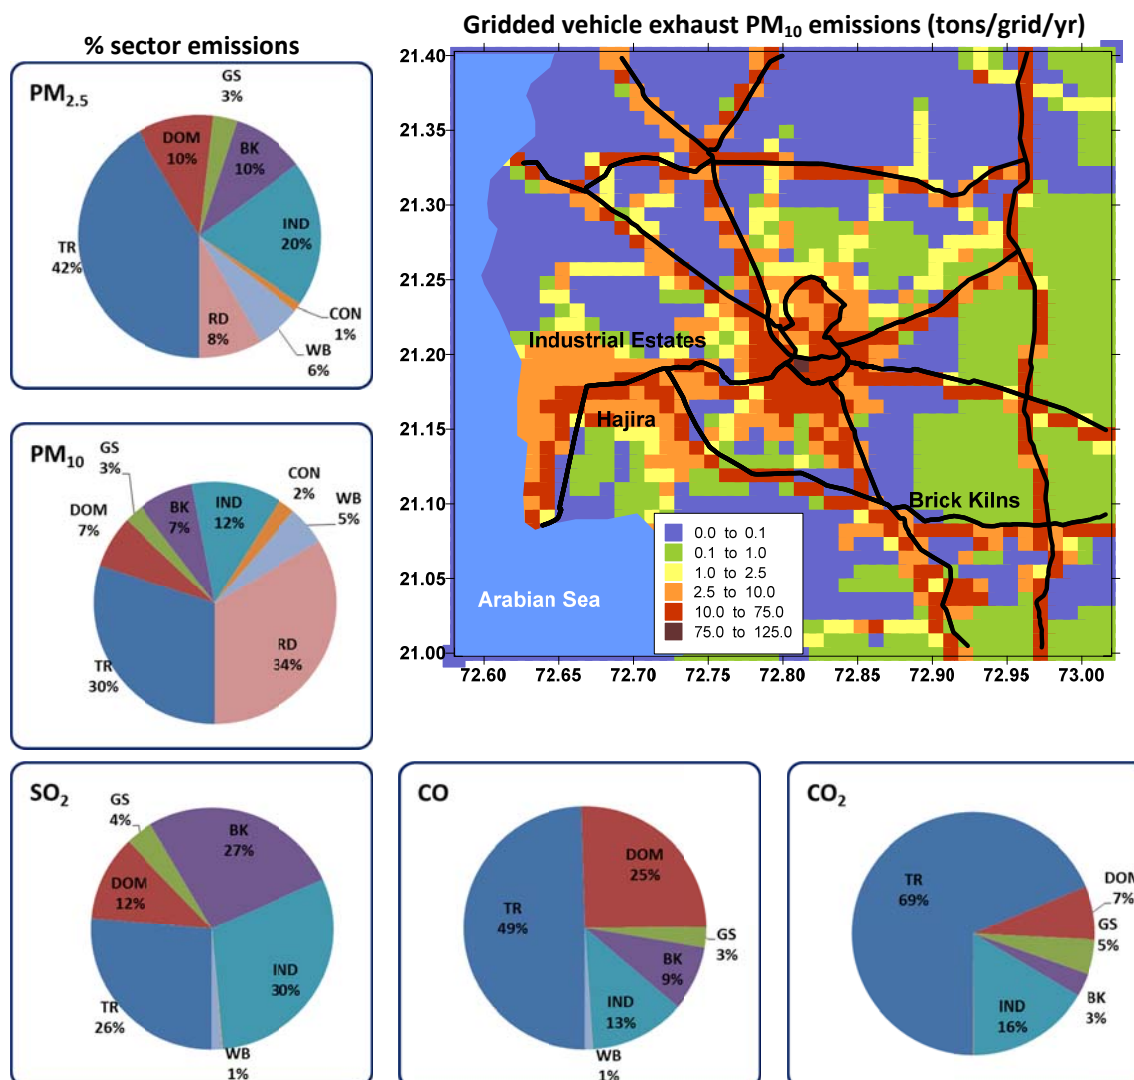 % sector emissions
Gridded vehicle exhaust PM₁₀ emissions (tons/grid/yr)
PM₂.₅
GS
3%
DOM
10%
BK
10%
IND
20%
TR
42%
CON
1%
RD
8%
WB
6%
PM₁₀
GS
3%
CON
2%
WB
5%
DOM
7%
BK
7%
IND
12%
RD
34%
TR
30%
21.40
21.35
21.30
21.25
21.20
21.15
21.10
21.05
21.00
Industrial Estates
Hajira
Brick Kilns
Arabian Sea
0.0 to 0.1
0.1 to 1.0
1.0 to 2.5
2.5 to 10.0
10.0 to 75.0
75.0 to 125.0
72.60 72.65 72.70 72.75 72.80 72.85 72.90 72.95 73.00
SO₂
GS
4%
BK
27%
DOM
12%
IND
30%
TR
26%
WB
1%
CO
DOM
25%
TR
49%
GS
3%
BK
9%
IND
13%
WB
1%
CO₂
TR
69%
DOM
7%
GS
5%
BK
3%
IND
16%